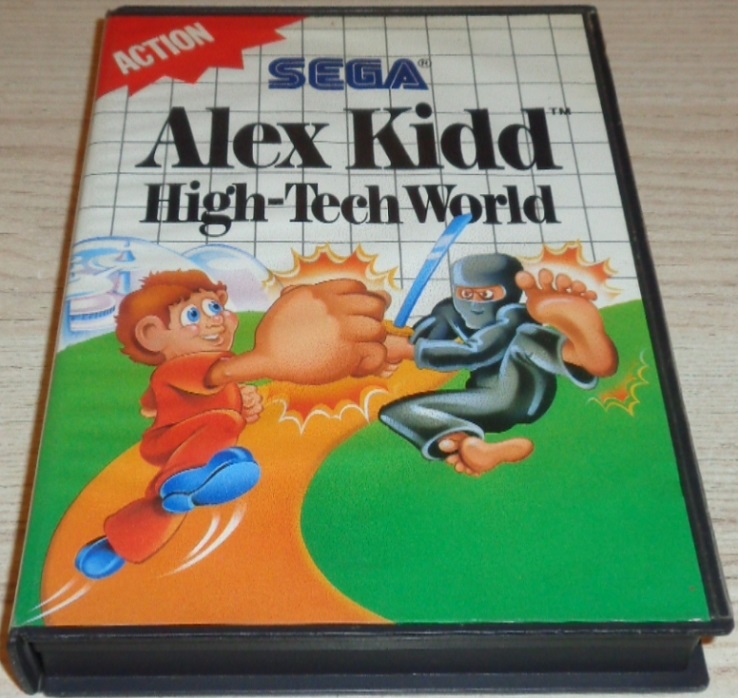 ACTION
SEGA®
Alex Kidd™
High-Tech World